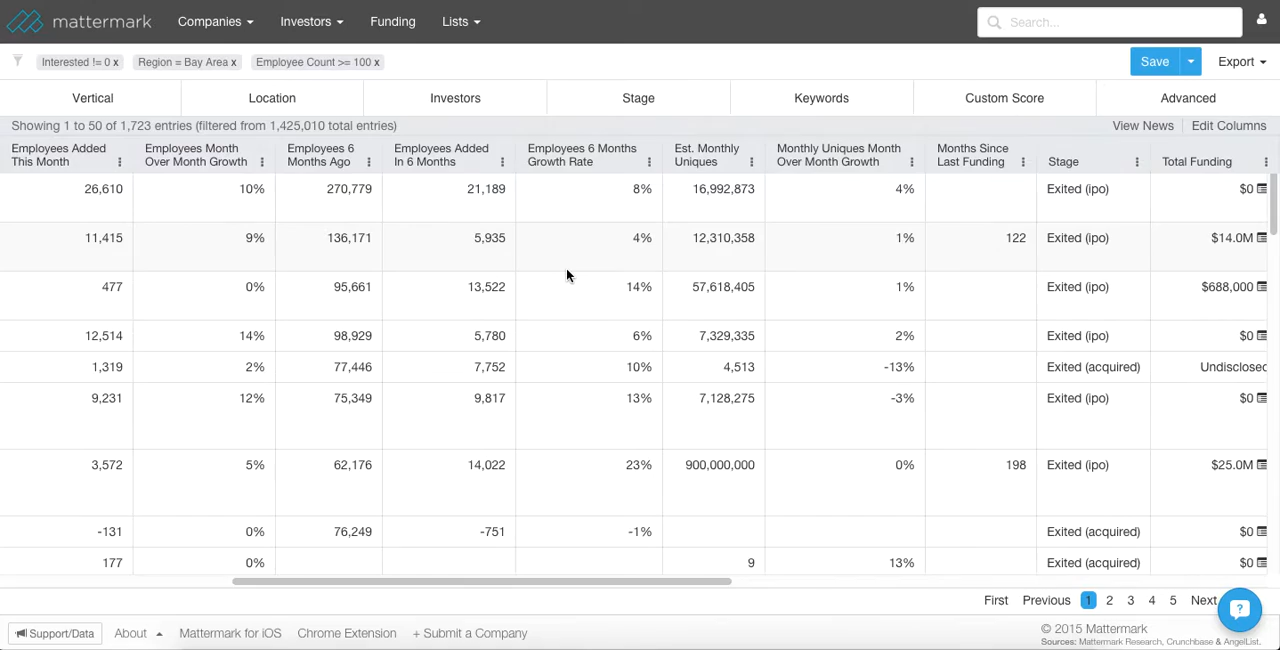 mattermark Companies Investors Funding Lists Search...
Interested != 0 x Region = Bay Area x Employee Count >= 100 x Save Export
Vertical Location Investors Stage Keywords Custom Score Advanced
Showing 1 to 50 of 1,723 entries (filtered from 1,425,010 total entries) View News Edit Columns
Employees Added This Month Employees Month Over Month Growth Employees 6 Months Ago Employees Added In 6 Months Employees 6 Months Growth Rate Est. Monthly Uniques Monthly Uniques Month Over Month Growth Months Since Last Funding Stage Total Funding
26,610 10% 270,779 21,189 8% 16,992,873 4% Exited (ipo) $0
11,415 9% 136,171 5,935 4% 12,310,358 1% 122 Exited (ipo) $14.0M
477 0% 95,661 13,522 14% 57,618,405 1% Exited (ipo) $688,000
12,514 14% 98,929 5,780 6% 7,329,335 2% Exited (ipo) $0
1,319 2% 77,446 7,752 10% 4,513 -13% Exited (acquired) Undisclosed
9,231 12% 75,349 9,817 13% 7,128,275 -3% Exited (ipo) $0
3,572 5% 62,176 14,022 23% 900,000,000 0% 198 Exited (ipo) $25.0M
-131 0% 76,249 -751 -1% Exited (acquired) $0
177 0% 9 13% Exited (acquired) $0
First Previous 1 2 3 4 5 Next
Support/Data About Mattermark for iOS Chrome Extension + Submit a Company © 2015 Mattermark
Sources: Mattermark Research, Crunchbase & AngelList.